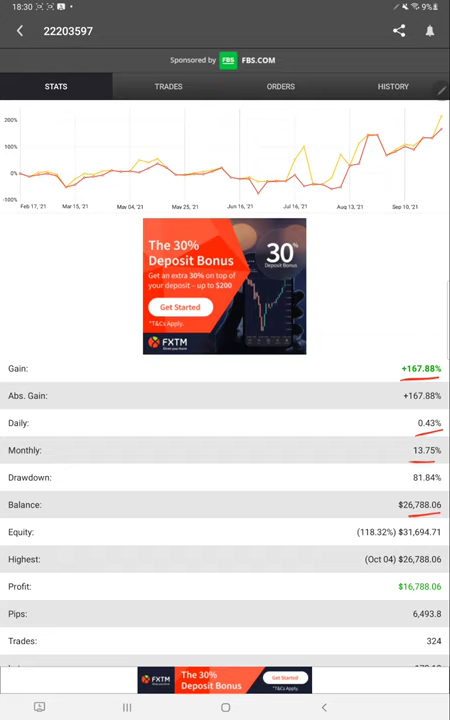 18:30
9%
22203597
Sponsored by FBS FBS.COM
STATS TRADES ORDERS HISTORY
200%
100%
0%
-100%
Feb 17, '21 Mar 15, '21 May 04, '21 May 25, '21 Jun 16, '21 Jul 16, '21 Aug 13, '21 Sep 10, '21
The 30%
Deposit Bonus
Get an extra 30% on top of
your deposit – up to $200
Get Started
*T&Cs Apply.
FXTM
30%
Deposit Bonus
Gain: +167.88%
Abs. Gain: +167.88%
Daily: 0.43%
Monthly: 13.75%
Drawdown: 81.84%
Balance: $26,788.06
Equity: (118.32%) $31,694.71
Highest: (Oct 04) $26,788.06
Profit: $16,788.06
Pips: 6,493.8
Trades: 324
FXTM
The 30%
Deposit Bonus
Get Started
*T&Cs Apply.